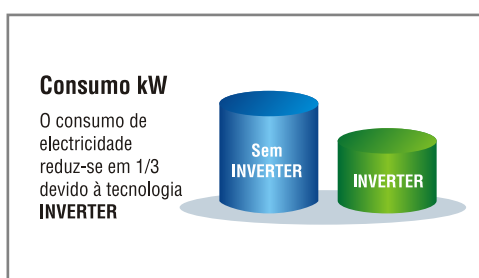 Consumo kW
O consumo de
electricidade
reduz-se em 1/3
devido à tecnologia
INVERTER
Sem
INVERTER
INVERTER